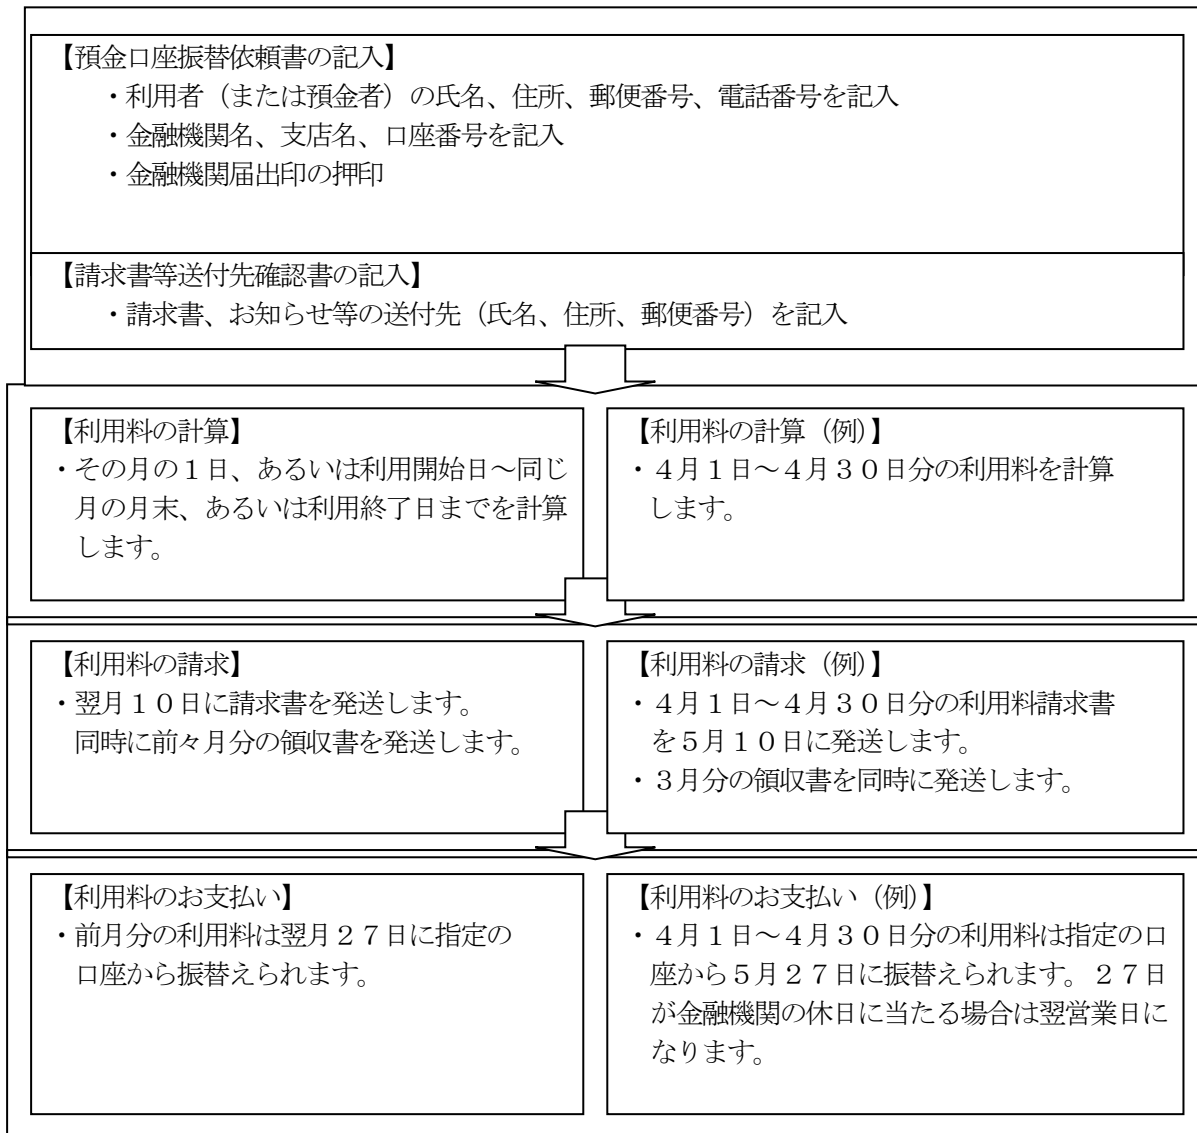 【預金口座振替依頼書の記入】
・利用者（または預金者）の氏名、住所、郵便番号、電話番号を記入
・金融機関名、支店名、口座番号を記入
・金融機関届出印の押印
【請求書等送付先確認書の記入】
・請求書、お知らせ等の送付先（氏名、住所、郵便番号）を記入
【利用料の計算】
・その月の１日、あるいは利用開始日～同じ
月の月末、あるいは利用終了日までを計算
します。
【利用料の計算（例）】
・４月１日～４月３０日分の利用料を計算
します。
【利用料の請求】
・翌月１０日に請求書を発送します。
同時に前々月分の領収書を発送します。
【利用料の請求（例）】
・４月１日～４月３０日分の利用料請求書
を５月１０日に発送します。
・３月分の領収書を同時に発送します。
【利用料のお支払い】
・前月分の利用料は翌月２７日に指定の
口座から振替えられます。
【利用料のお支払い（例）】
・４月１日～４月３０日分の利用料は指定の口
座から５月２７日に振替えられます。２７日
が金融機関の休日に当たる場合は翌営業日に
なります。